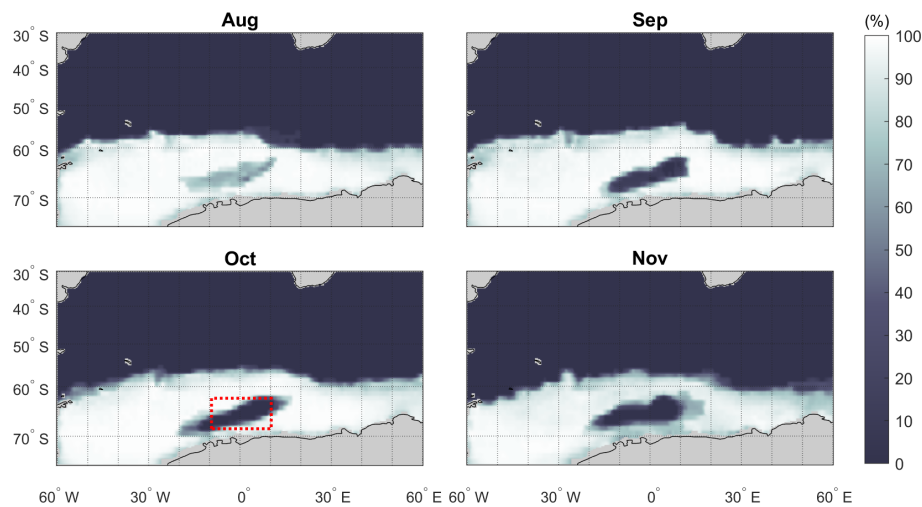 Aug
Sep
(%)
30° S
40° S
50° S
60° S
70° S
30° S
40° S
50° S
60° S
70° S
100
90
80
70
60
50
40
30
20
10
0
Oct
Nov
30° S
40° S
50° S
60° S
70° S
30° S
40° S
50° S
60° S
70° S
60° W
30° W
0°
30° E
60° E
60° W
30° W
0°
30° E
60° E